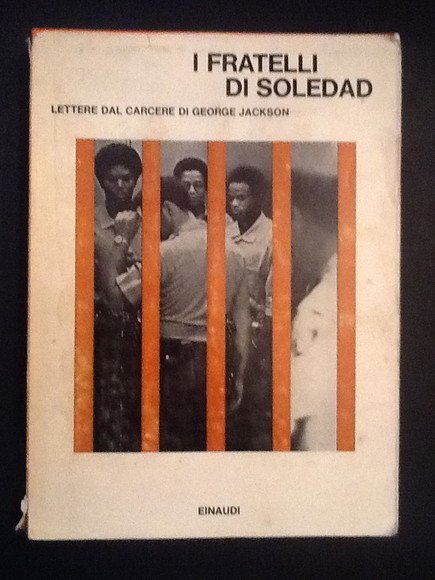 I FRATELLI
DI SOLEDAD
LETTERE DAL CARCERE DI GEORGE JACKSON
EINAUDI